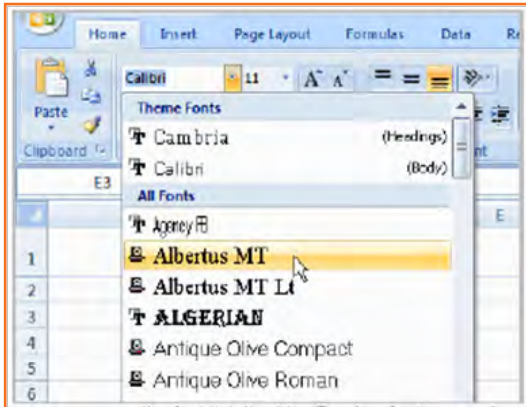 Home Insert Page Layout Formulas Data
Calibri 11 A A
Paste
Clipboard
Theme Fonts
Cambria (Headings)
Calibri (Body)
All Fonts
E3
E
Agency FB
1 Albertus MT
2 Albertus MT Lt
3 ALGERIAN
4 Antique Olive Compact
5 Antique Olive Roman
6